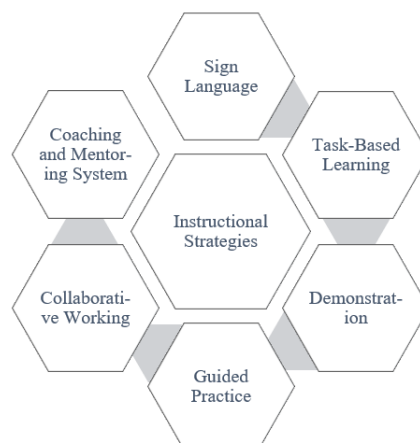 Sign
Language
Coaching
and Mentor-
ing System
Task-Based
Learning
Instructional
Strategies
Collaborati-
ve Working
Demonstrat-
ion
Guided
Practice